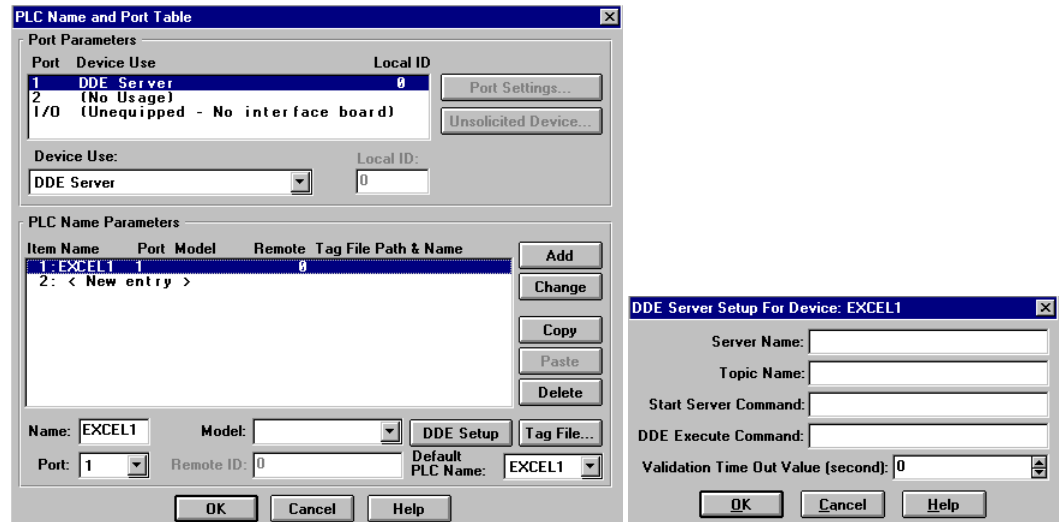 PLC Name and Port Table
Port Parameters
Port Device Use Local ID
1 DDE Server 0
2 (No Usage)
I/O (Unequipped - No interface board)
Port Settings...
Unsolicited Device...
Device Use: Local ID:
DDE Server 0
PLC Name Parameters
Item Name Port Model Remote Tag File Path & Name
1:EXCEL1 1 0
2: < New entry >
Add
Change
Copy
Paste
Delete
Name: EXCEL1 Model: DDE Setup Tag File...
Port: 1 Remote ID: 0 Default PLC Name: EXCEL1
OK Cancel Help
DDE Server Setup For Device: EXCEL1
Server Name:
Topic Name:
Start Server Command:
DDE Execute Command:
Validation Time Out Value (second): 0
OK Cancel Help